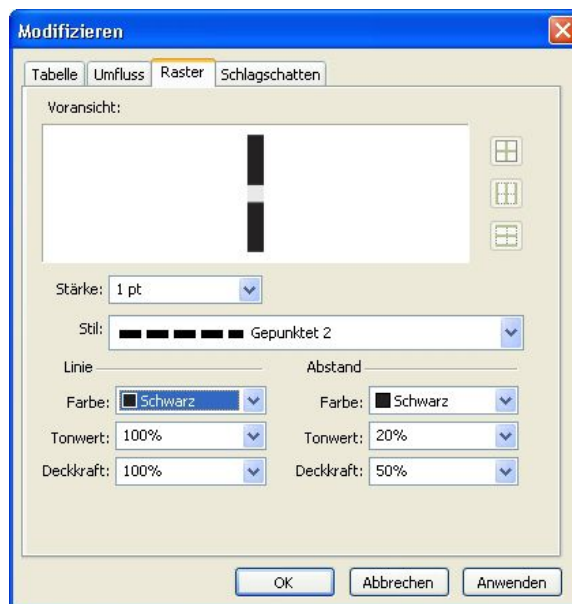 Modifizieren
Tabelle Umfluss Raster Schlagschatten
Voransicht:
Stärke: 1 pt
Stil: Gepunktet 2
Linie Abstand
Farbe: Schwarz Farbe: Schwarz
Tonwert: 100% Tonwert: 20%
Deckkraft: 100% Deckkraft: 50%
OK Abbrechen Anwenden